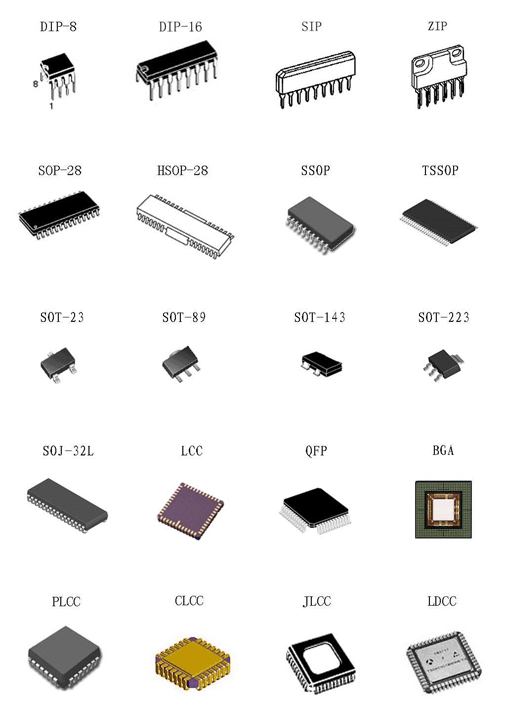 DIP-8
DIP-16
SIP
ZIP
8
1
SOP-28
HSOP-28
SSOP
TSSOP
SOT-23
SOT-89
SOT-143
SOT-223
SOJ-32L
LCC
QFP
BGA
PLCC
CLCC
JLCC
LDCC